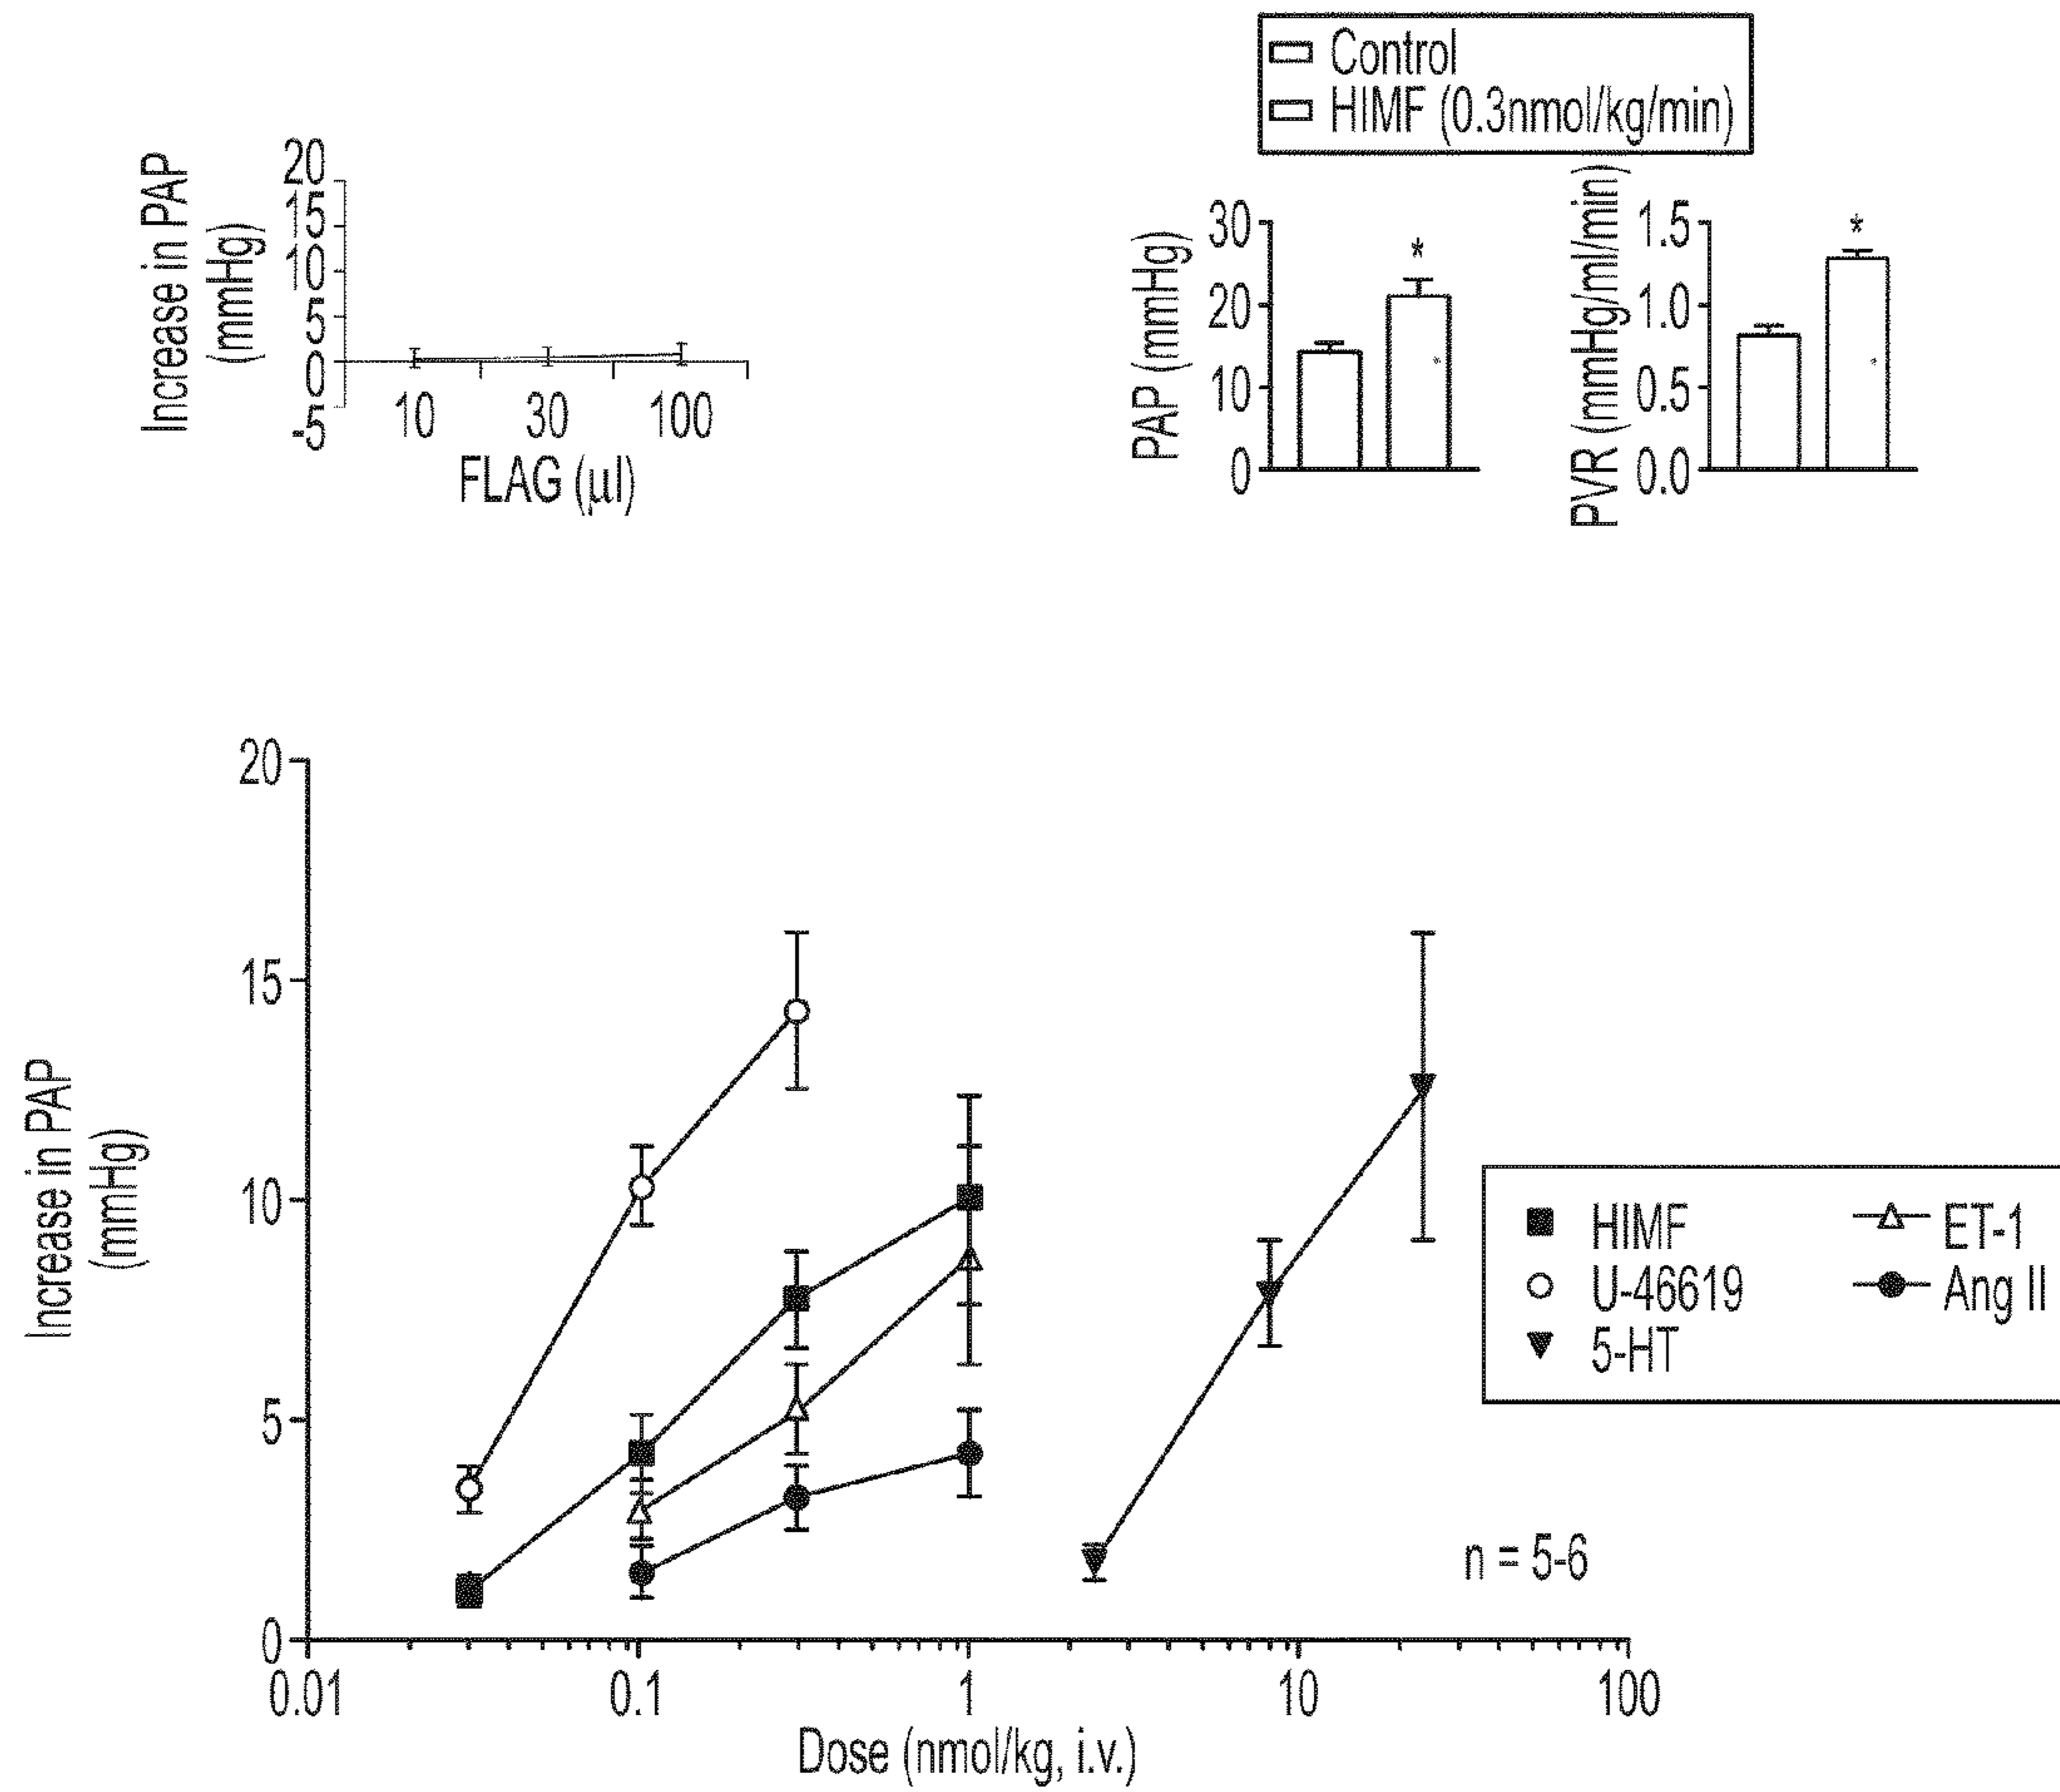 Control
HIMF (0.3nmol/kg/min)
Increase in PAP
(mmHg)
20
15
10
5
0
-5
10 30 100
FLAG (µl)
PAP (mmHg)
30
20
10
0
*
PVR (mmHg/ml/min)
1.5
1.0
0.5
0.0
*
Increase in PAP
(mmHg)
20
15
10
5
0
0.01 0.1 1 10 100
Dose (nmol/kg, i.v.)
HIMF ET-1
U-46619 Ang II
5-HT
n = 5-6